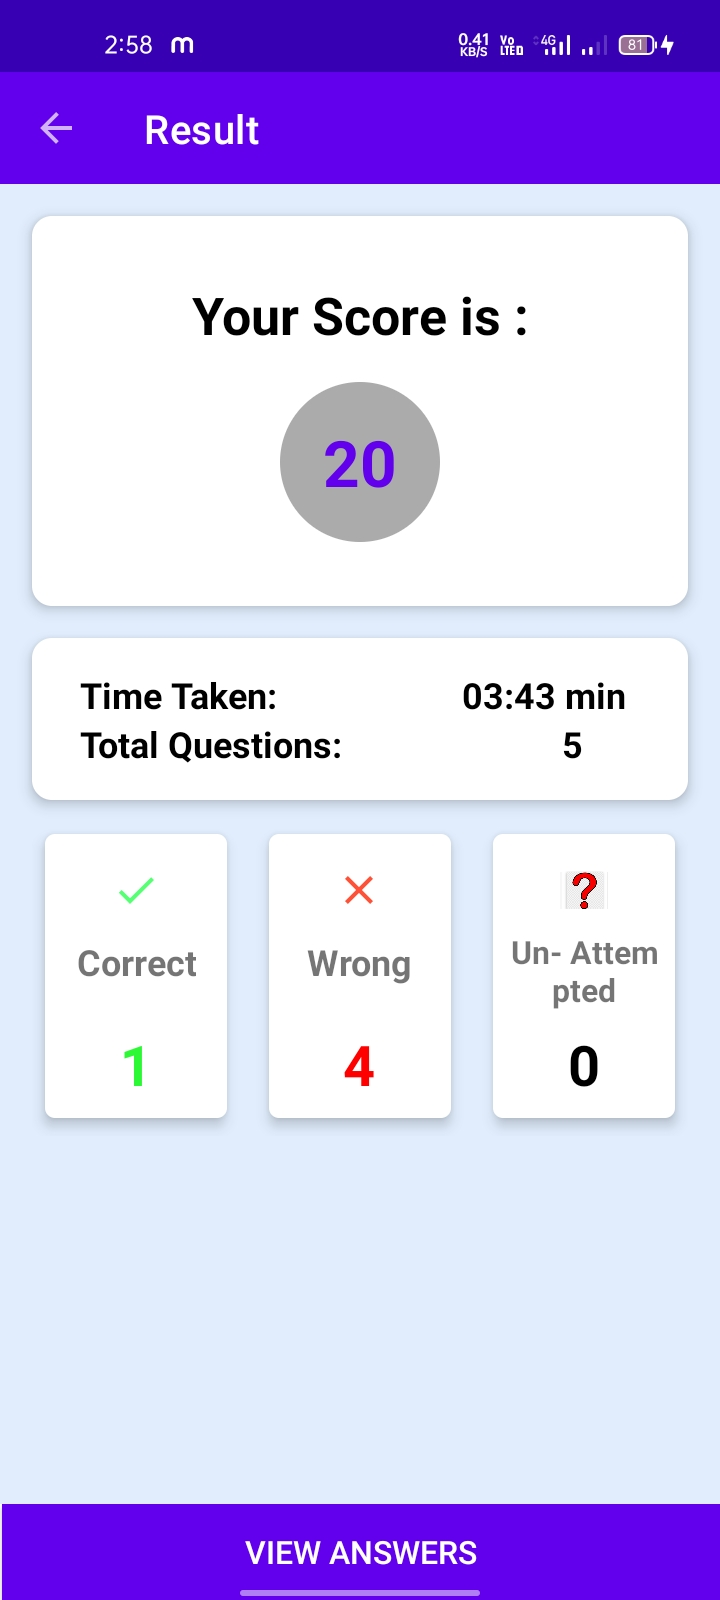 2:58 m 0.41 KB/S Vo LTED 4G 81
Result
Your Score is :
20
Time Taken: 03:43 min
Total Questions: 5
Correct
1
Wrong
4
?
Un- Attem
pted
0
VIEW ANSWERS